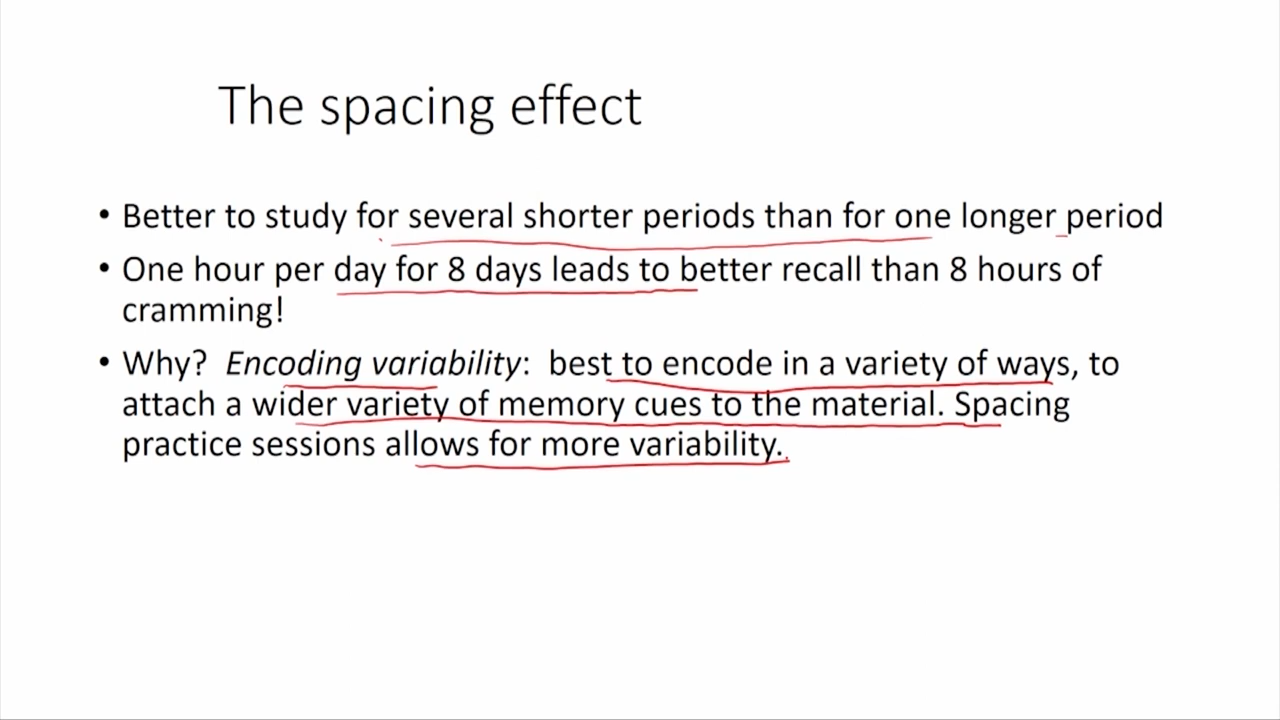 The spacing effect
• Better to study for several shorter periods than for one longer period
• One hour per day for 8 days leads to better recall than 8 hours of
cramming!
• Why? Encoding variability: best to encode in a variety of ways, to
attach a wider variety of memory cues to the material. Spacing
practice sessions allows for more variability.